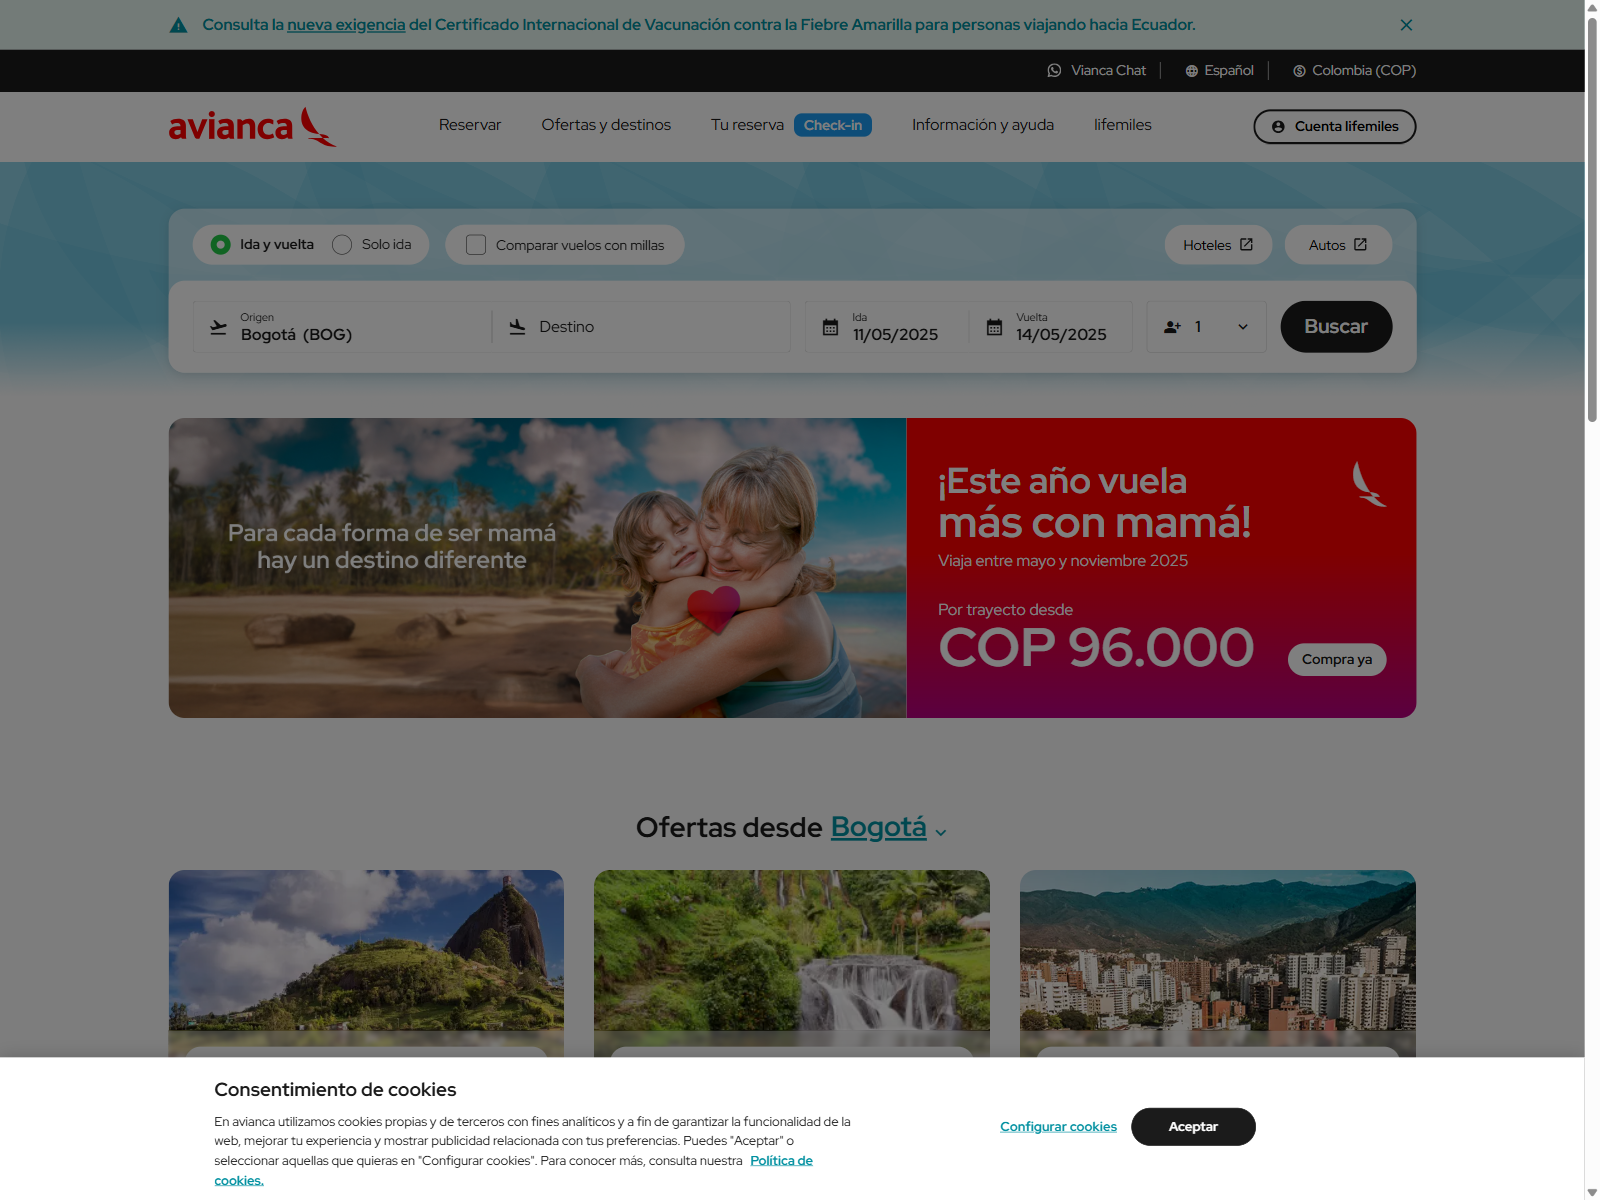 Consulta la nueva exigencia del Certificado Internacional de Vacunación contra la Fiebre Amarilla para personas viajando hacia Ecuador.
Vianca Chat
Español
Colombia (COP)
avianca
Reservar
Ofertas y destinos
Tu reserva
Check-in
Información y ayuda
lifemiles
Cuenta lifemiles
Ida y vuelta
Solo ida
Comparar vuelos con millas
Hoteles
Autos
Origen
Bogotá (BOG)
Destino
Ida
11/05/2025
Vuelta
14/05/2025
1
Buscar
Para cada forma de ser mamá
hay un destino diferente
¡Este año vuela
más con mamá!
Viaja entre mayo y noviembre 2025
Por trayecto desde
COP 96.000
Compra ya
Ofertas desde Bogotá
Consentimiento de cookies
En avianca utilizamos cookies propias y de terceros con fines analíticos y a fin de garantizar la funcionalidad de la
web, mejorar tu experiencia y mostrar publicidad relacionada con tus preferencias. Puedes "Aceptar" o
seleccionar aquellas que quieras en "Configurar cookies". Para conocer más, consulta nuestra Política de
cookies.
Configurar cookies
Aceptar